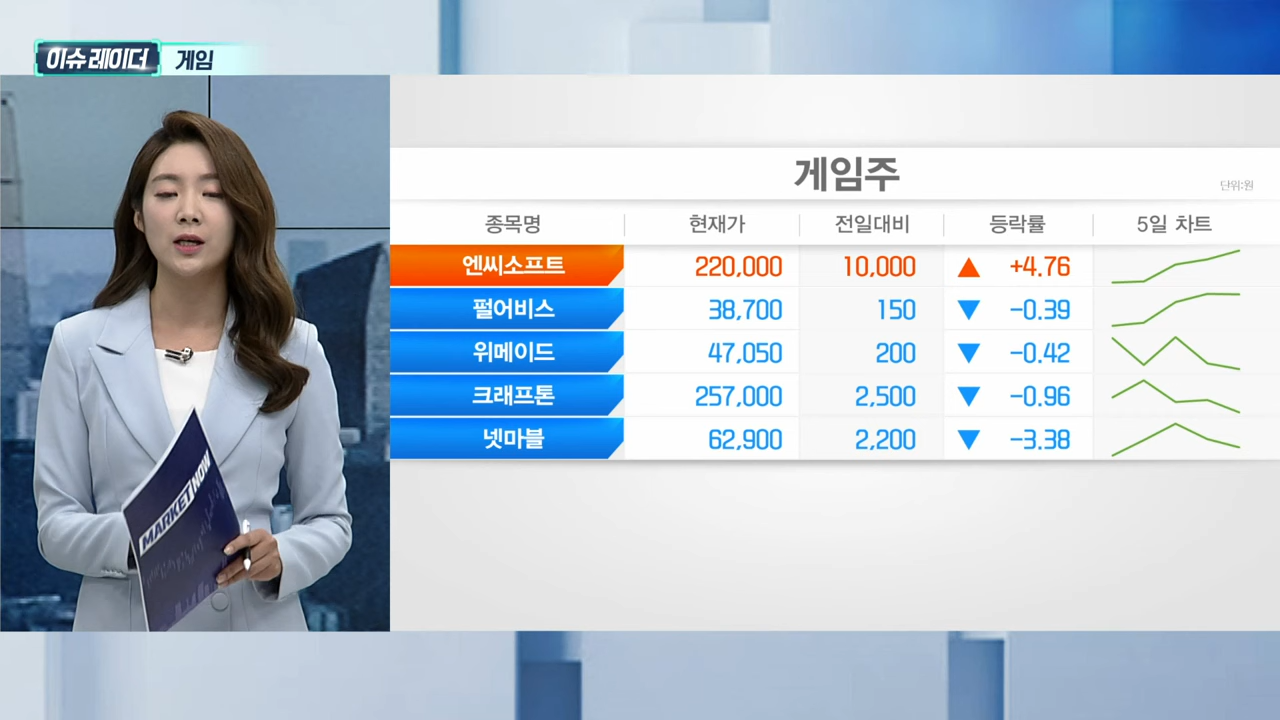 이슈레이더 게임
게임주
단위:원
종목명 현재가 전일대비 등락률 5일 차트
엔씨소프트 220,000 10,000 ▲ +4.76
펄어비스 38,700 150 ▼ -0.39
위메이드 47,050 200 ▼ -0.42
크래프톤 257,000 2,500 ▼ -0.96
넷마블 62,900 2,200 ▼ -3.38
MARKET NOW